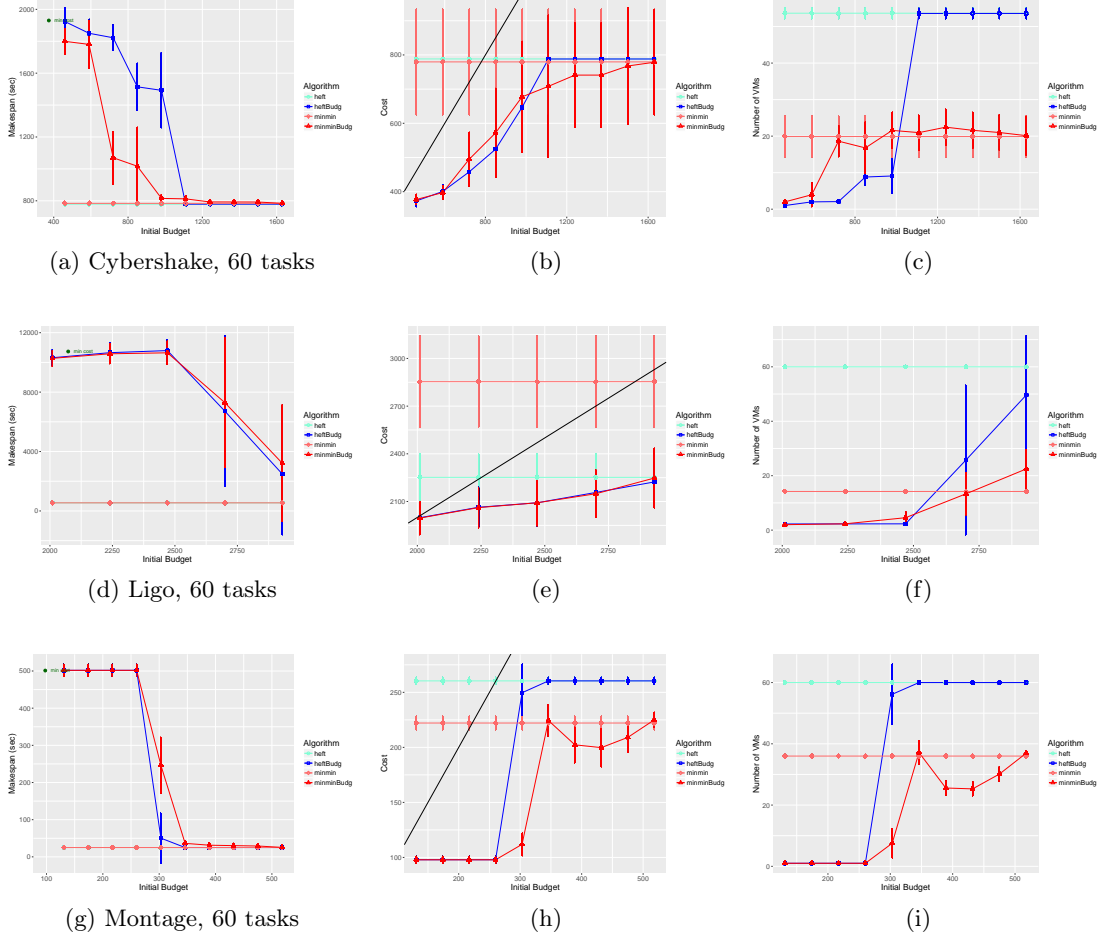 2000
1600
1200
800
Makespan (sec)
min cost
400
800
1200
1600
Initial Budget
Algorithm
heft
heftBudg
minmin
minminBudg
(a) Cybershake, 60 tasks
800
600
400
Cost
800
1200
1600
Initial Budget
Algorithm
heft
heftBudg
minmin
minminBudg
(b)
40
20
0
Number of VMs
800
1200
1600
Initial Budget
Algorithm
heft
heftBudg
minmin
minminBudg
(c)
12000
8000
4000
0
Makespan (sec)
min cost
2000
2250
2500
2750
Initial Budget
Algorithm
heft
heftBudg
minmin
minminBudg
(d) Ligo, 60 tasks
3000
2700
2400
2100
Cost
2000
2250
2500
2750
Initial Budget
Algorithm
heft
heftBudg
minmin
minminBudg
(e)
60
40
20
0
Number of VMs
2000
2250
2500
2750
Initial Budget
Algorithm
heft
heftBudg
minmin
minminBudg
(f)
500
400
300
200
100
0
Makespan (sec)
min
100
200
300
400
500
Initial Budget
Algorithm
heft
heftBudg
minmin
minminBudg
(g) Montage, 60 tasks
250
200
150
100
Cost
200
300
400
500
Initial Budget
Algorithm
heft
heftBudg
minmin
minminBudg
(h)
60
40
20
0
Number of VMs
200
300
400
500
Initial Budget
Algorithm
heft
heftBudg
minmin
minminBudg
(i)